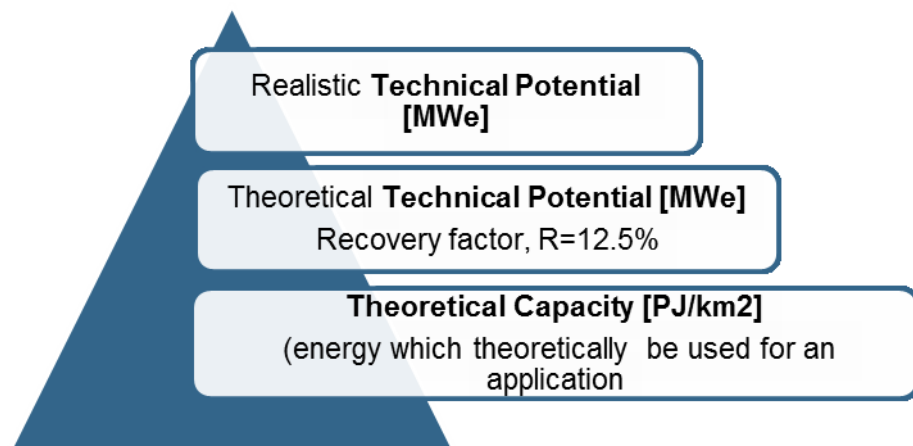 Realistic Technical Potential
[MWe]
Theoretical Technical Potential [MWe]
Recovery factor, R=12.5%
Theoretical Capacity [PJ/km2]
(energy which theoretically be used for an
application